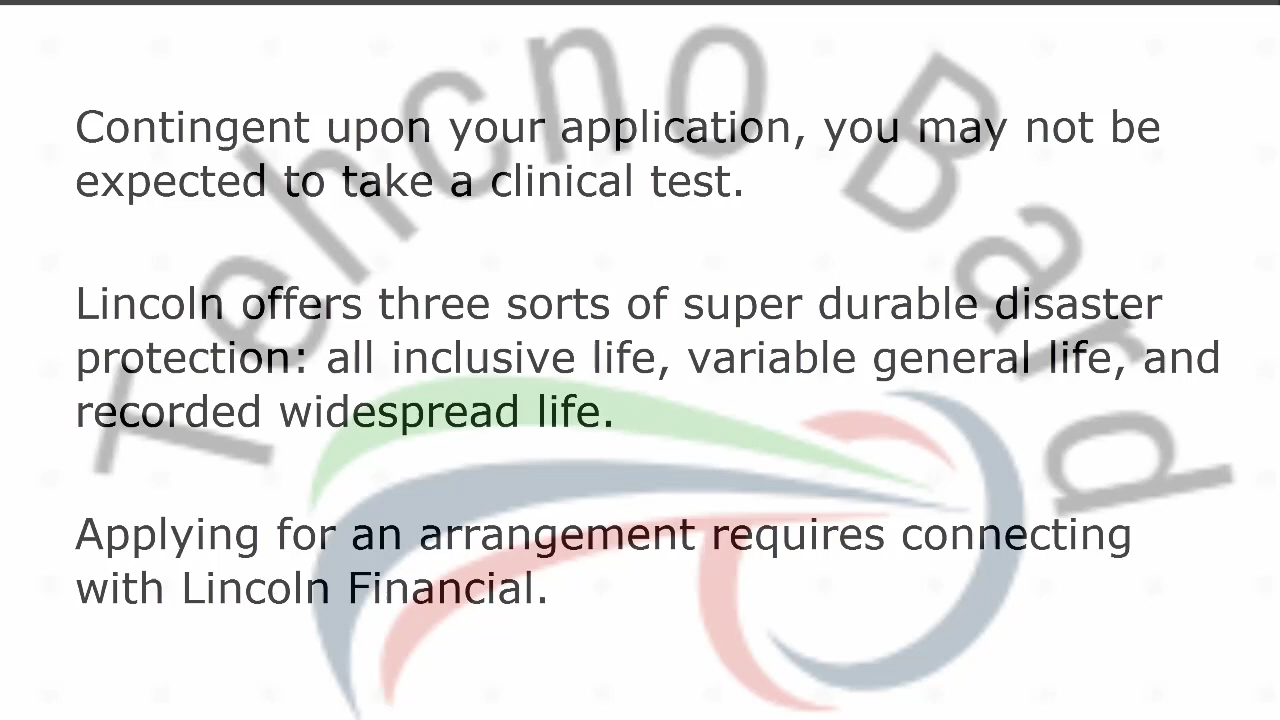 Tehcno Bard
Contingent upon your application, you may not be
expected to take a clinical test.
Lincoln offers three sorts of super durable disaster
protection: all inclusive life, variable general life, and
recorded widespread life.
Applying for an arrangement requires connecting
with Lincoln Financial.